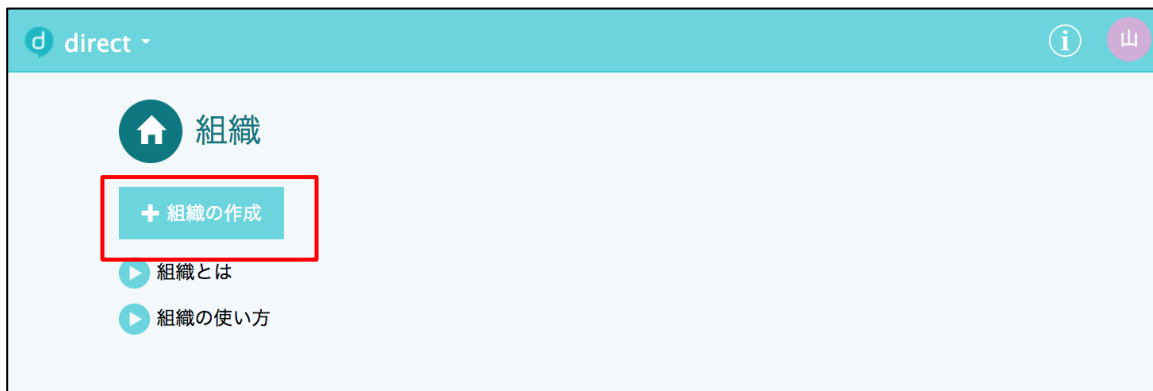 direct
山
組織
組織の作成
組織とは
組織の使い方